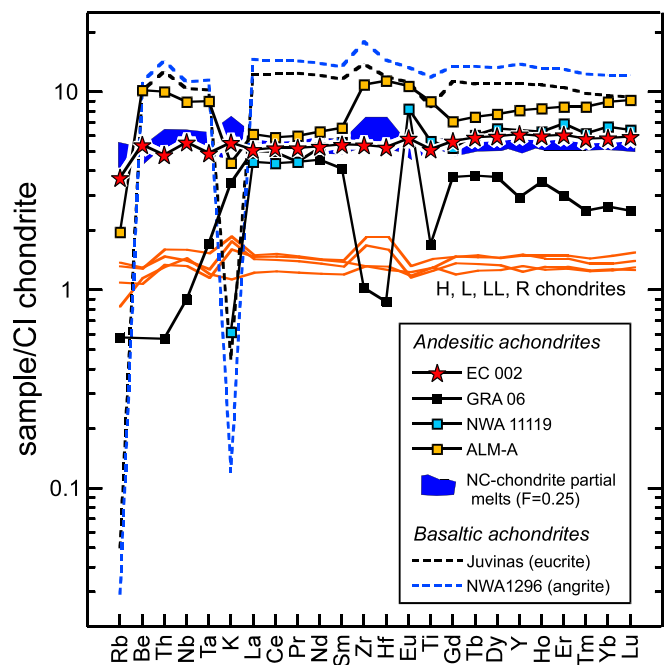 sample/CI chondrite
10
1
0.1
H, L, LL, R chondrites
Andesitic achondrites
EC 002
GRA 06
NWA 11119
ALM-A
NC-chondrite partial
melts (F=0.25)
Basaltic achondrites
Juvinas (eucrite)
NWA1296 (angrite)
Rb Be Th Nb Ta K La Ce Pr Nd Sm Zr Hf Eu Ti Gd Tb Dy Y Ho Er Tm Yb Lu